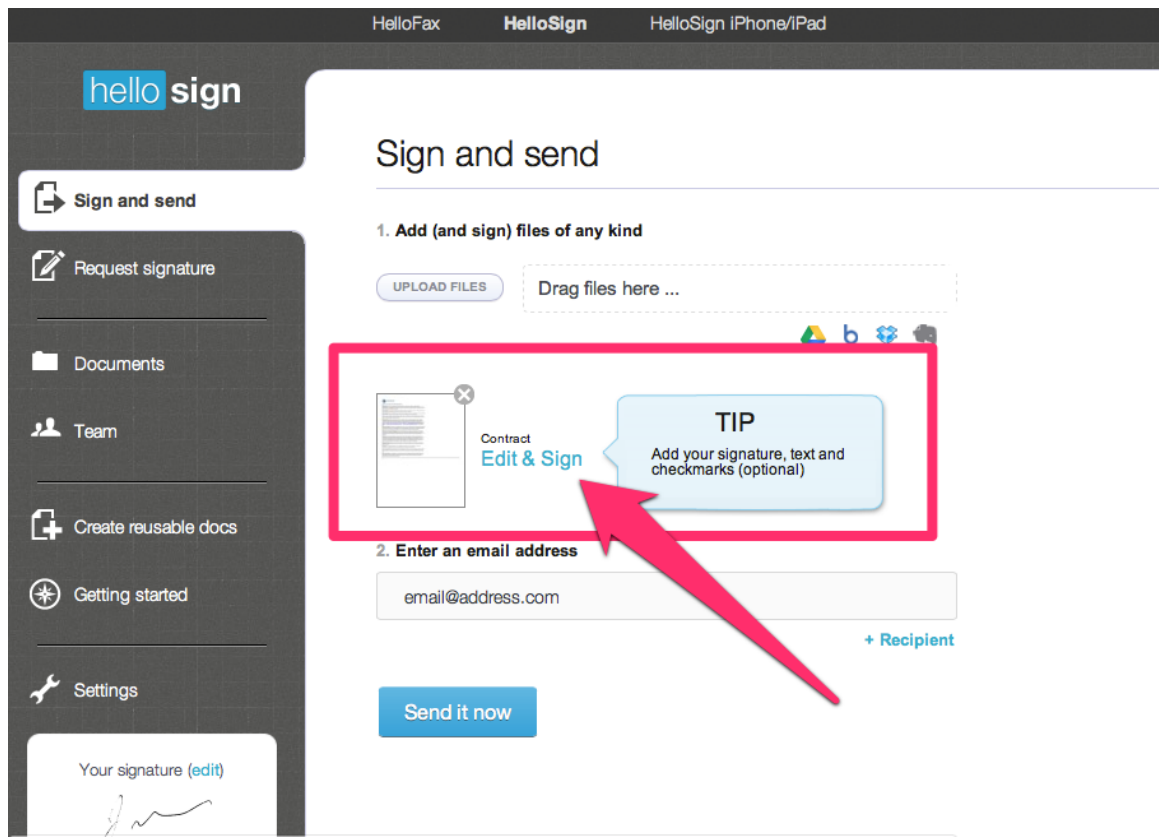 HelloFax HelloSign HelloSign iPhone/iPad
hello sign
Sign and send
Request signature
Documents
Team
Create reusable docs
Getting started
Settings
Your signature (edit)
Sign and send
1. Add (and sign) files of any kind
UPLOAD FILES
Drag files here ...
Contract
Edit & Sign
TIP
Add your signature, text and
checkmarks (optional)
2. Enter an email address
email@address.com
+ Recipient
Send it now